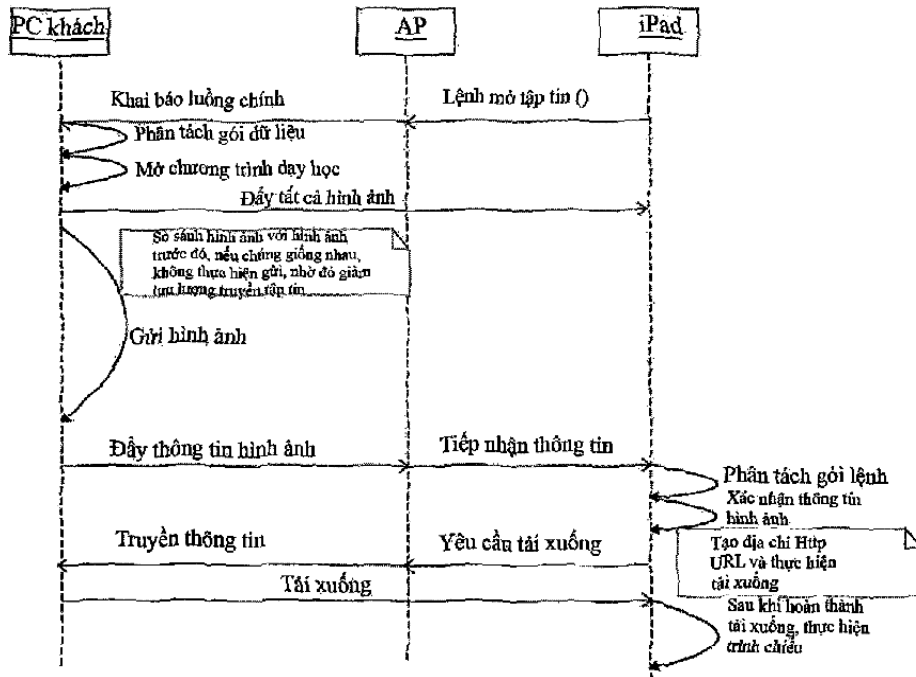 PC khách
AP
iPad
Khai báo luồng chính
Lệnh mở tập tin ()
Phân tách gói dữ liệu
Mở chương trình dạy học
Đẩy tất cả hình ảnh
So sánh hình ảnh với hình ảnh
trước đó, nếu chúng giống nhau,
không thực hiện gửi, nhờ đó giảm
lưu lượng truyền tập tin
Gửi hình ảnh
Đẩy thông tin hình ảnh
Tiếp nhận thông tin
Phân tách gói lệnh
Xác nhận thông tin
hình ảnh
Truyền thông tin
Yêu cầu tải xuống
Tạo địa chỉ Http
URL và thực hiện
tải xuống
Tải xuống
Sau khi hoàn thành
tải xuống, thực hiện
trình chiếu